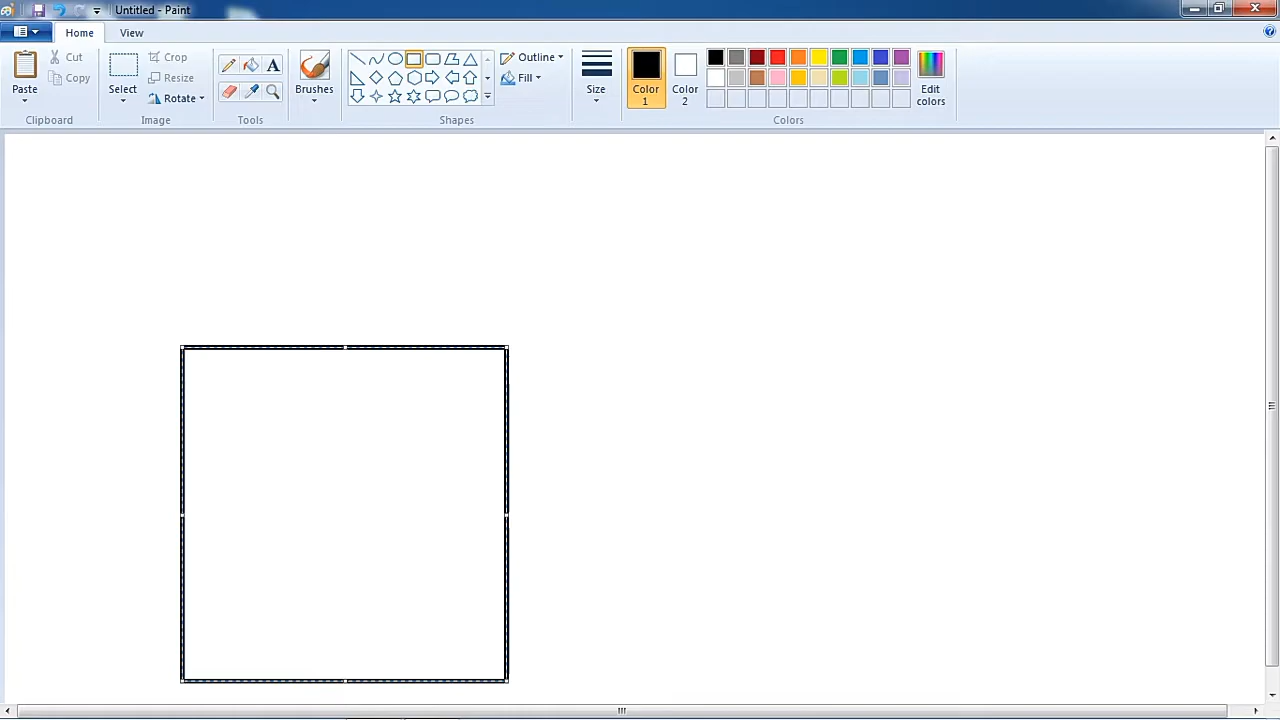 Untitled - Paint
Home View
Paste
Cut
Copy
Clipboard
Select
Crop
Resize
Rotate
Image
A
Tools
Brushes
Outline
Fill
Shapes
Size
Color
1
Color
2
Edit
colors
Colors